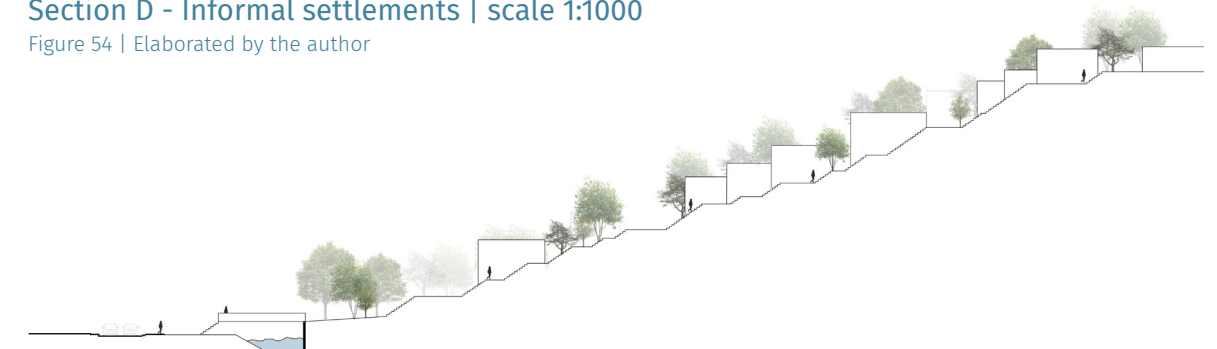 Section D - Informal settlements | scale 1:1000
Figure 54 | Elaborated by the author